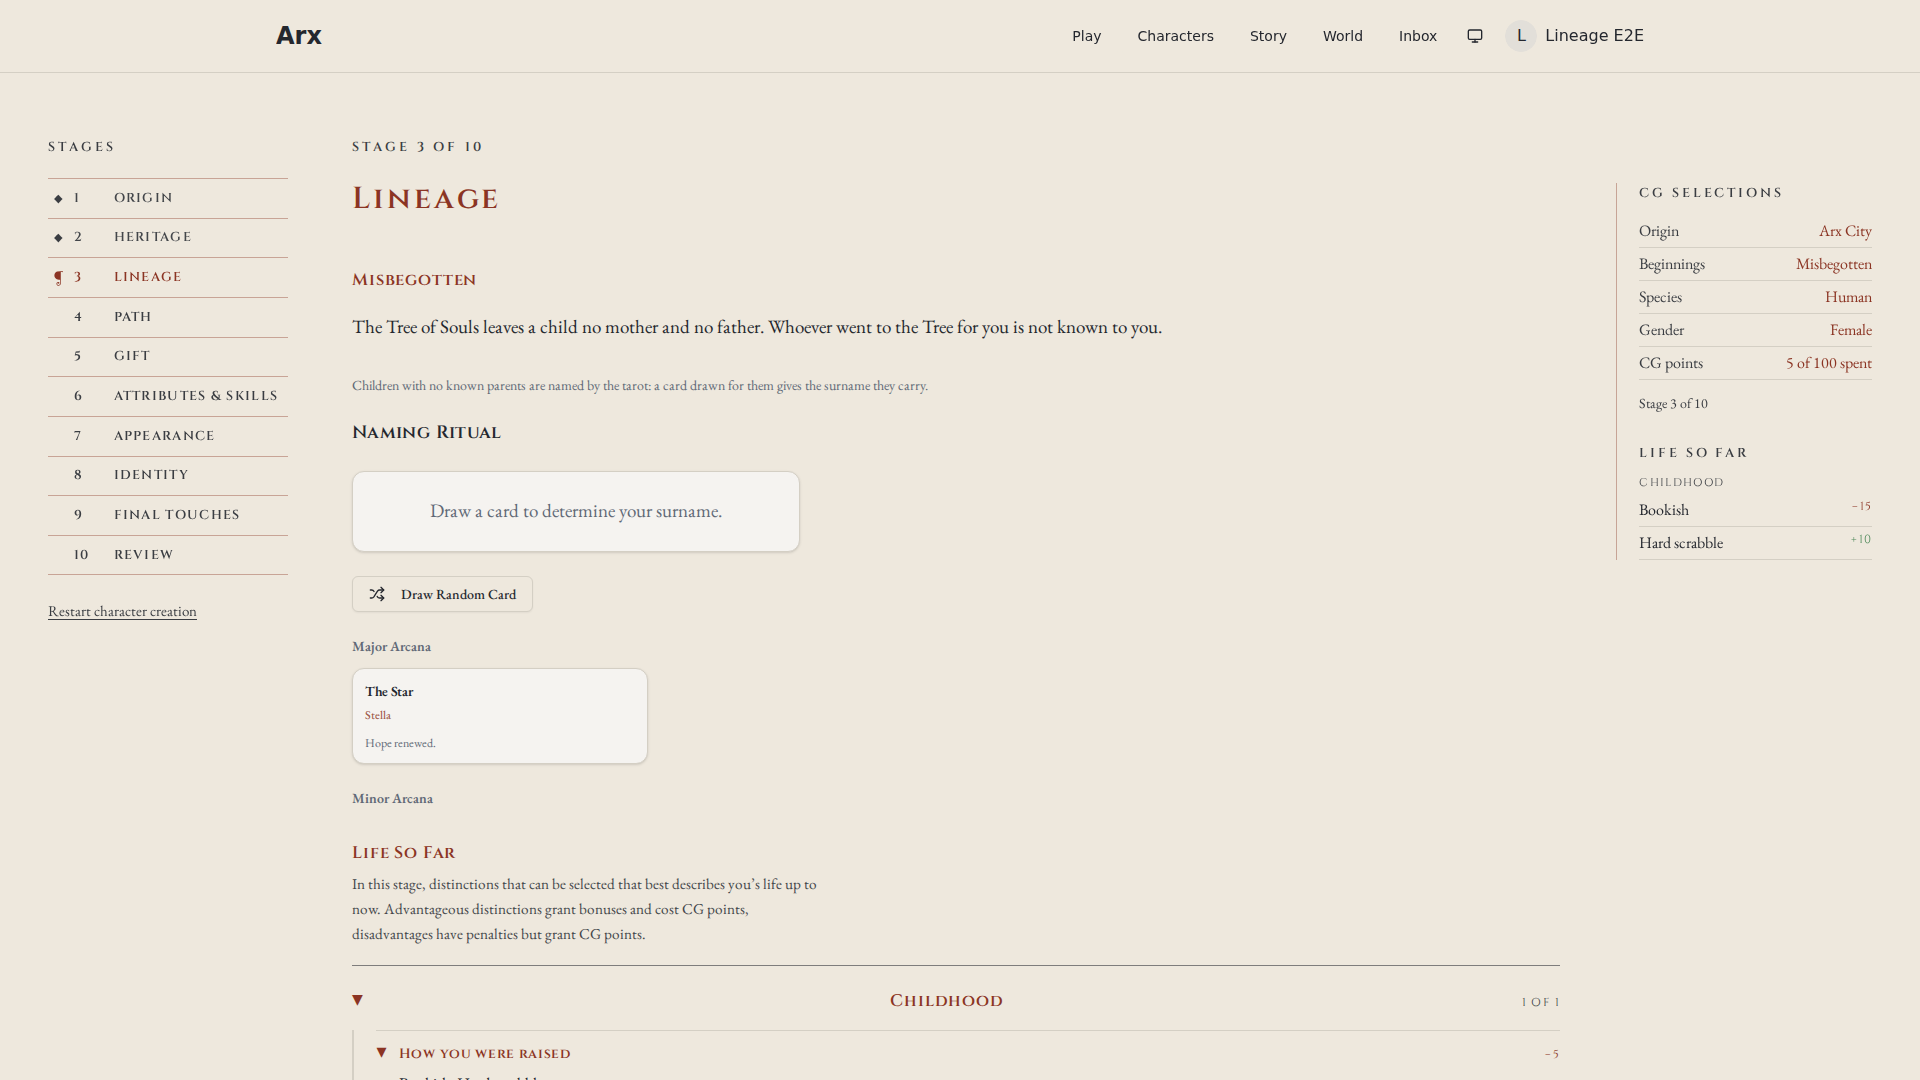 Arx
Play
Characters
Story
World
Inbox
L
Lineage E2E
STAGES
◆ 1 ORIGIN
◆ 2 HERITAGE
¶ 3 LINEAGE
4 PATH
5 GIFT
6 ATTRIBUTES & SKILLS
7 APPEARANCE
8 IDENTITY
9 FINAL TOUCHES
10 REVIEW
Restart character creation
STAGE 3 OF 10
Lineage
Misbegotten
The Tree of Souls leaves a child no mother and no father. Whoever went to the Tree for you is not known to you.
Children with no known parents are named by the tarot: a card drawn for them gives the surname they carry.
Naming Ritual
Draw a card to determine your surname.
Draw Random Card
Major Arcana
The Star
Stella
Hope renewed.
Minor Arcana
Life So Far
In this stage, distinctions that can be selected that best describes you’s life up to
now. Advantageous distinctions grant bonuses and cost CG points,
disadvantages have penalties but grant CG points.
▼ Childhood 1 OF 1
▼ How you were raised −5
CG SELECTIONS
Origin Arx City
Beginnings Misbegotten
Species Human
Gender Female
CG points 5 of 100 spent
Stage 3 of 10
LIFE SO FAR
CHILDHOOD
Bookish −15
Hard scrabble +10